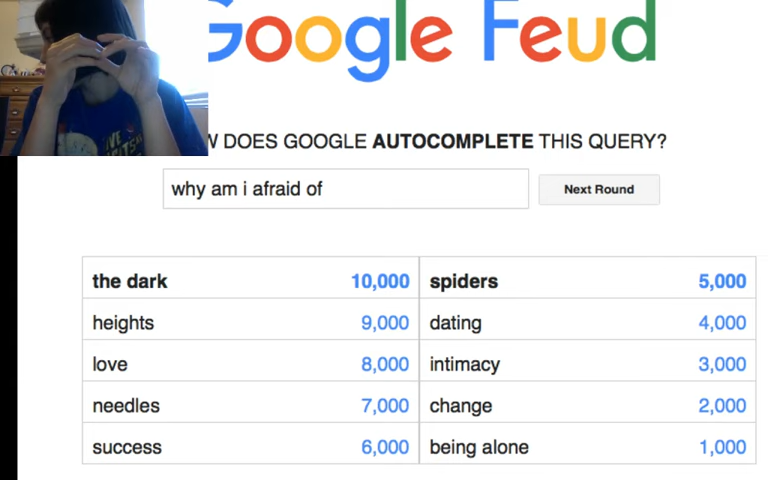 Google Feud
DOES GOOGLE AUTOCOMPLETE THIS QUERY?
why am i afraid of
Next Round
the dark 10,000 spiders 5,000
heights 9,000 dating 4,000
love 8,000 intimacy 3,000
needles 7,000 change 2,000
success 6,000 being alone 1,000